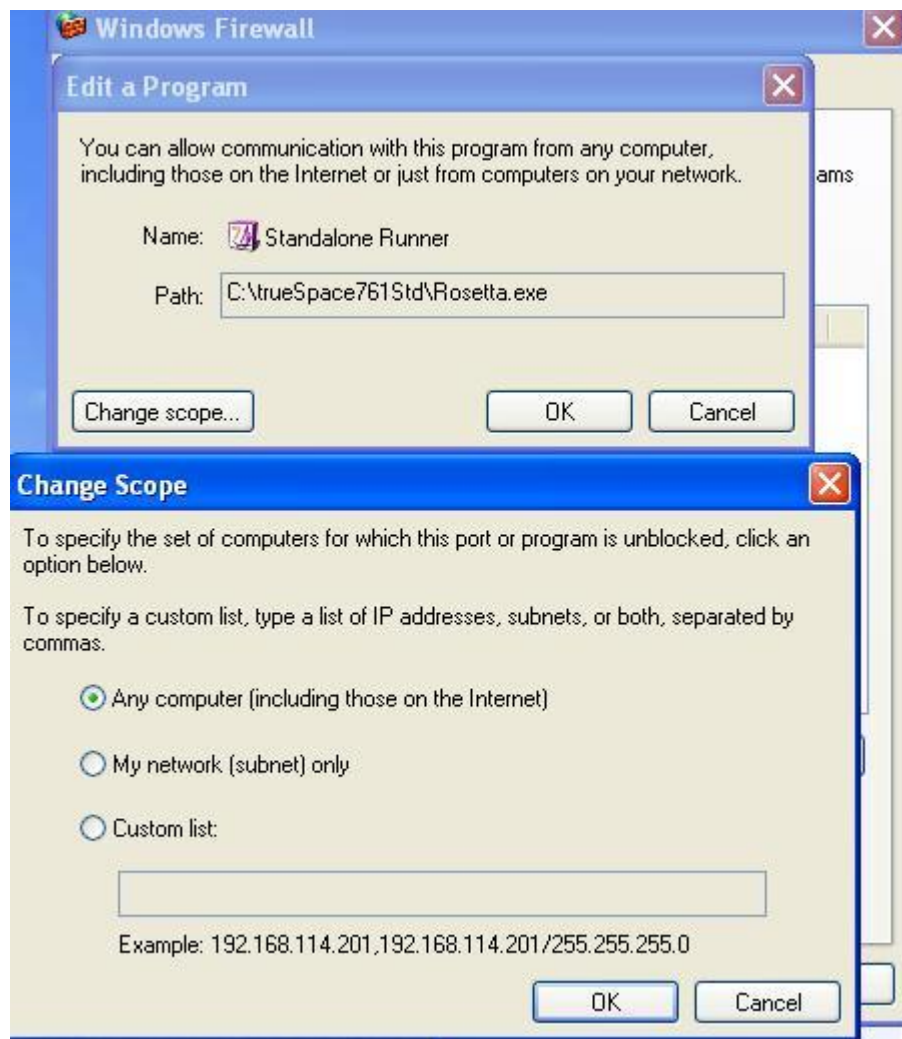 Windows Firewall
Edit a Program
You can allow communication with this program from any computer,
including those on the Internet or just from computers on your network.
ams
Name: Standalone Runner
Path: C:\trueSpace761Std\Rosetta.exe
Change scope... OK Cancel
Change Scope
To specify the set of computers for which this port or program is unblocked, click an
option below.
To specify a custom list, type a list of IP addresses, subnets, or both, separated by
commas.
Any computer (including those on the Internet)
My network (subnet) only
Custom list:
Example: 192.168.114.201,192.168.114.201/255.255.255.0
OK Cancel